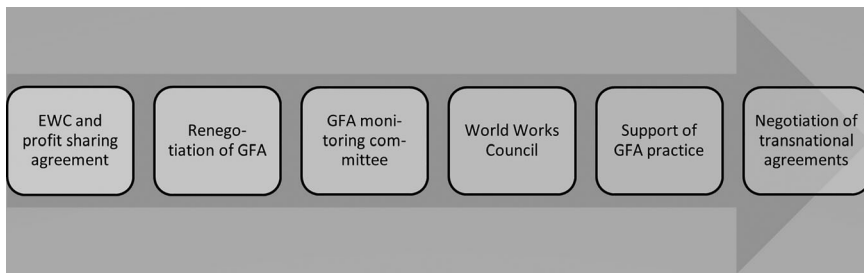 EWC and
profit sharing
agreement
Renego-
tiation of GFA
GFA moni-
toring com-
mittee
World Works
Council
Support of
GFA practice
Negotiation of
transnational
agreements